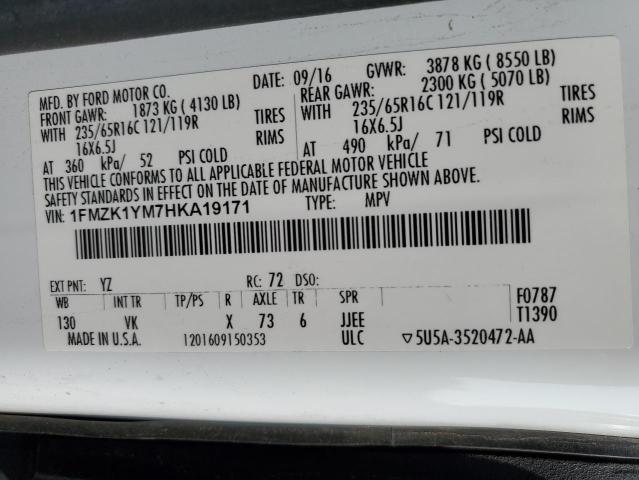 MFD. BY FORD MOTOR CO. DATE: 09/16 GVWR: 3878 KG ( 8550 LB)
FRONT GAWR: 1873 KG ( 4130 LB) REAR GAWR: 2300 KG ( 5070 LB)
WITH 235/65R16C 121/119R TIRES WITH 235/65R16C 121/119R TIRES
16X6.5J RIMS 16X6.5J RIMS
AT 360 kPa/ 52 PSI COLD AT 490 kPa/ 71 PSI COLD
THIS VEHICLE CONFORMS TO ALL APPLICABLE FEDERAL MOTOR VEHICLE
SAFETY STANDARDS IN EFFECT ON THE DATE OF MANUFACTURE SHOWN ABOVE.
VIN: 1FMZK1YM7HKA19171 TYPE: MPV
EXT PNT: YZ RC: 72 DSO:
WB INT TR TP/PS R AXLE TR SPR F0787
130 VK X 73 6 JJEE T1390
MADE IN U.S.A. 1201609150353 ULC ▽5U5A-3520472-AA